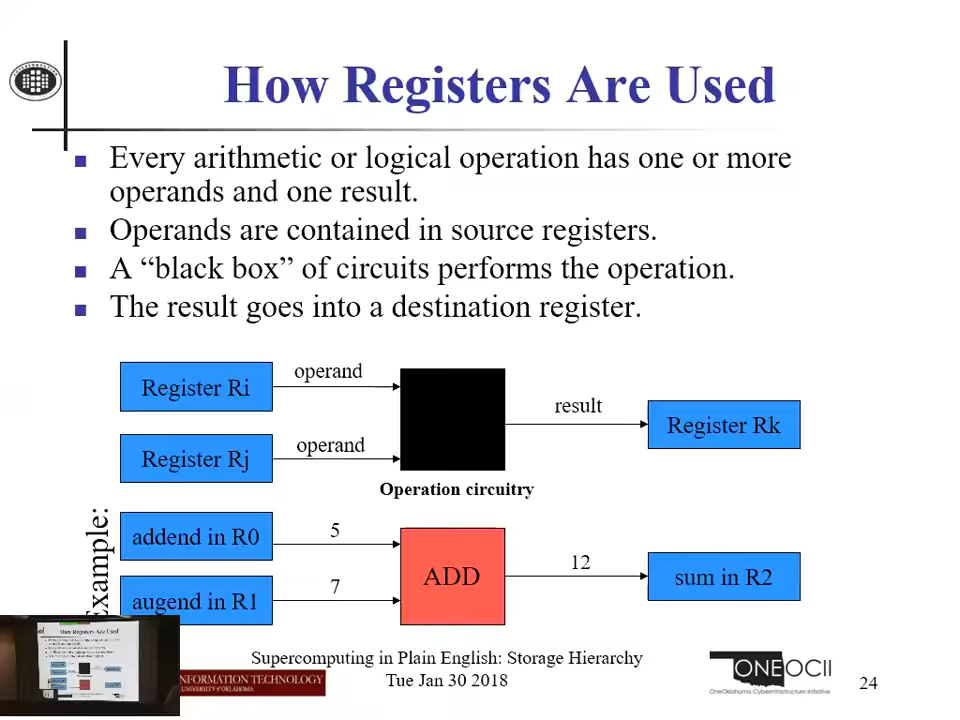 How Registers Are Used
Every arithmetic or logical operation has one or more
operands and one result.
Operands are contained in source registers.
A “black box” of circuits performs the operation.
The result goes into a destination register.
Register Ri
operand
Register Rj
operand
result
Register Rk
Operation circuitry
Example:
addend in R0
5
augend in R1
7
ADD
12
sum in R2
How Registers Are Used
Supercomputing in Plain English: Storage Hierarchy
Tue Jan 30 2018
INFORMATION TECHNOLOGY
UNIVERSITY OF OKLAHOMA
ONEOCII
OneOklahoma Cyberinfrastructure Initiative
24